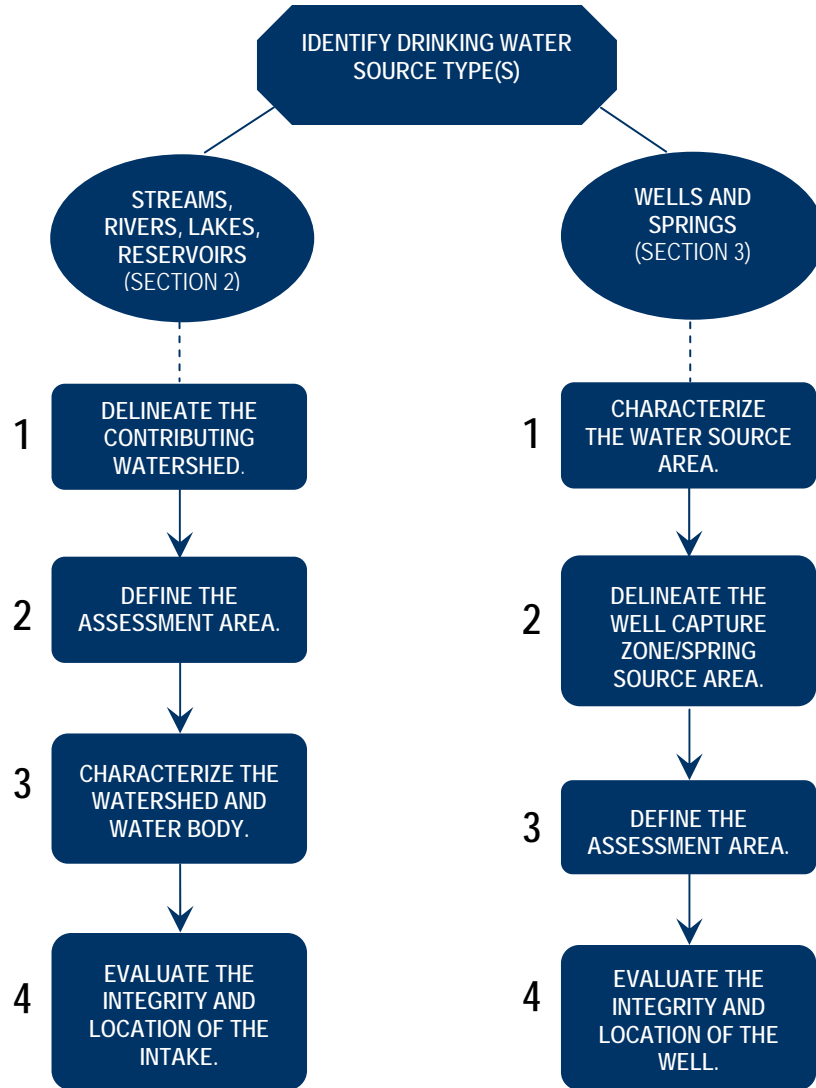 IDENTIFY DRINKING WATER
SOURCE TYPE(S)
STREAMS,
RIVERS, LAKES,
RESERVOIRS
(SECTION 2)
1
DELINEATE THE
CONTRIBUTING
WATERSHED.
2
DEFINE THE
ASSESSMENT AREA.
3
CHARACTERIZE THE
WATERSHED AND
WATER BODY.
4
EVALUATE THE
INTEGRITY AND
LOCATION OF THE
INTAKE.
WELLS AND
SPRINGS
(SECTION 3)
1
CHARACTERIZE
THE WATER SOURCE
AREA.
2
DELINEATE THE
WELL CAPTURE
ZONE/SPRING
SOURCE AREA.
3
DEFINE THE
ASSESSMENT AREA.
4
EVALUATE THE
INTEGRITY AND
LOCATION OF THE
WELL.